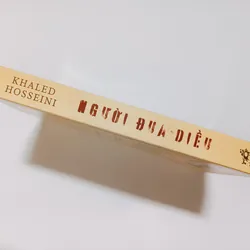 KHALED
HOSSEINI
NGƯỜI ĐUA DIỀU